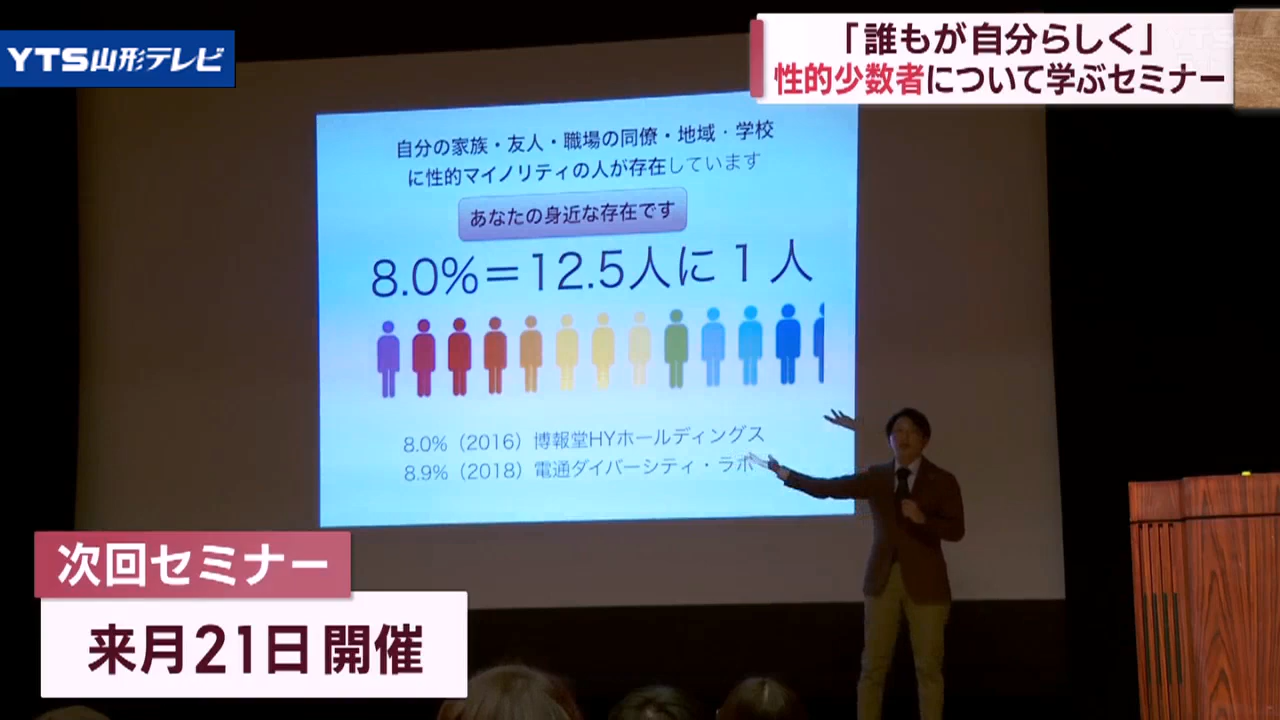 YTS山形テレビ
「誰もが自分らしく」
性的少数者について学ぶセミナー
自分の家族・友人・職場の同僚・地域・学校
に性的マイノリティの人が存在しています
あなたの身近な存在です
8.0%＝12.5人に１人
8.0%（2016）博報堂HYホールディングス
8.9%（2018）電通ダイバーシティ・ラボ
次回セミナー
来月21日開催